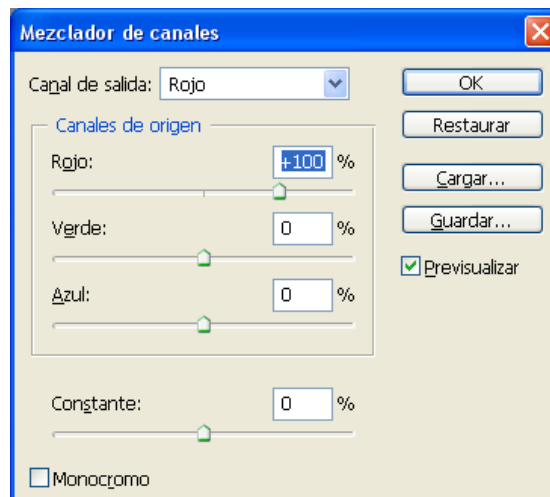 Mezclador de canales
Canal de salida: Rojo
OK
Canales de origen
Restaurar
Rojo: +100 %
Cargar...
Verde: 0 %
Guardar...
Azul: 0 %
Previsualizar
Constante: 0 %
Monocromo